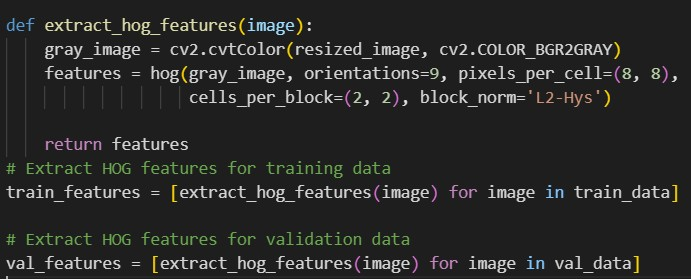 def extract_hog_features(image):
    gray_image = cv2.cvtColor(resized_image, cv2.COLOR_BGR2GRAY)
    features = hog(gray_image, orientations=9, pixels_per_cell=(8, 8),
                   cells_per_block=(2, 2), block_norm='L2-Hys')
    return features
# Extract HOG features for training data
train_features = [extract_hog_features(image) for image in train_data]
# Extract HOG features for validation data
val_features = [extract_hog_features(image) for image in val_data]